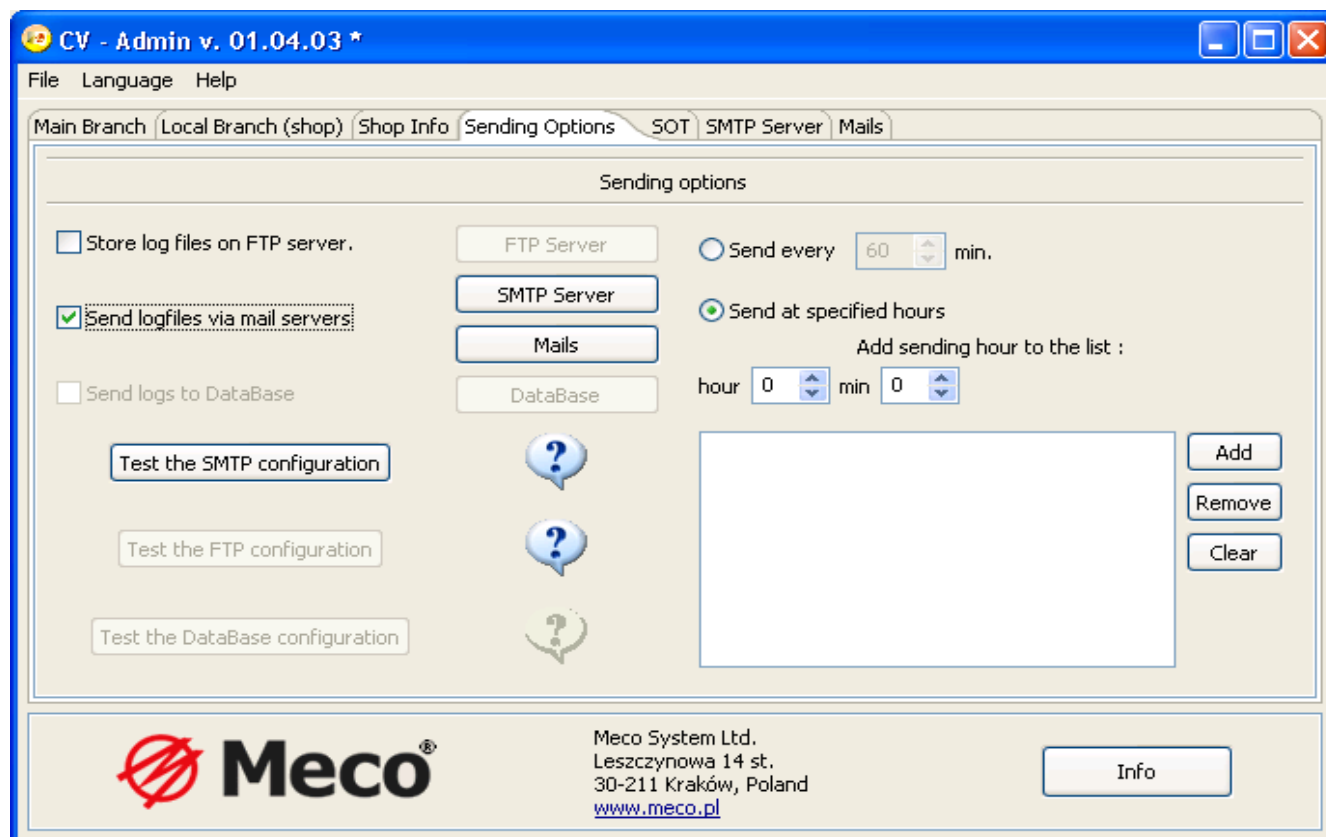 CV - Admin v. 01.04.03 *
File Language Help
Main Branch Local Branch (shop) Shop Info Sending Options SOT SMTP Server Mails
Sending options
Store log files on FTP server.
FTP Server
Send every 60 min.
SMTP Server
Send logfiles via mail servers
Send at specified hours
Mails
Add sending hour to the list :
Send logs to DataBase
DataBase
hour 0 min 0
Test the SMTP configuration
?
Add
Remove
Test the FTP configuration
?
Clear
Test the DataBase configuration
?
Meco®
Meco System Ltd.
Leszczynowa 14 st.
30-211 Kraków, Poland
www.meco.pl
Info